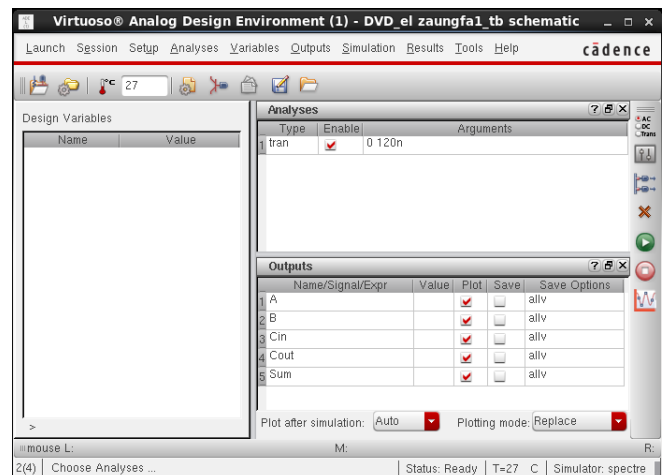 Virtuoso® Analog Design Environment (1) - DVD_el zaungfa1_tb schematic
Launch Session Setup Analyses Variables Outputs Simulation Results Tools Help
cādence
°C 27
Design Variables
Name Value
Analyses
Type Enable Arguments
1 tran 0 120n
AC
DC
Trans
Outputs
Name/Signal/Expr Value Plot Save Save Options
1 A allv
2 B allv
3 Cin allv
4 Cout allv
5 Sum allv
Plot after simulation: Auto Plotting mode: Replace
>
mouse L: M: R:
2(4) Choose Analyses ... Status: Ready T=27 C Simulator: spectre